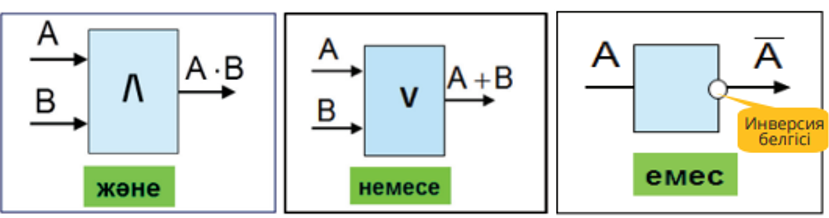 A
B
Λ
A · B
және
A
B
V
A + B
немесе
A
A̅
Инверсия
белгісі
емес